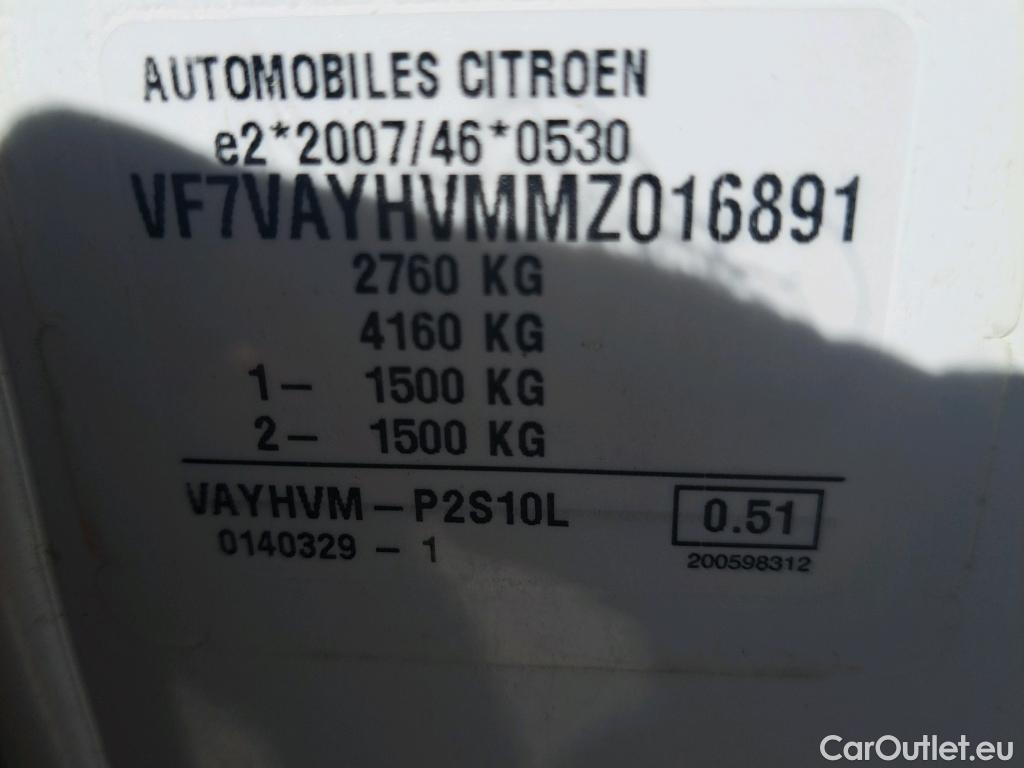 AUTOMOBILES CITROEN
e2*2007/46*0530
VF7VAYHVMMZ016891
2760 KG
4160 KG
1- 1500 KG
2- 1500 KG
VAYHVM-P2S10L 0.51
0140329 - 1 200598312
CarOutlet.eu